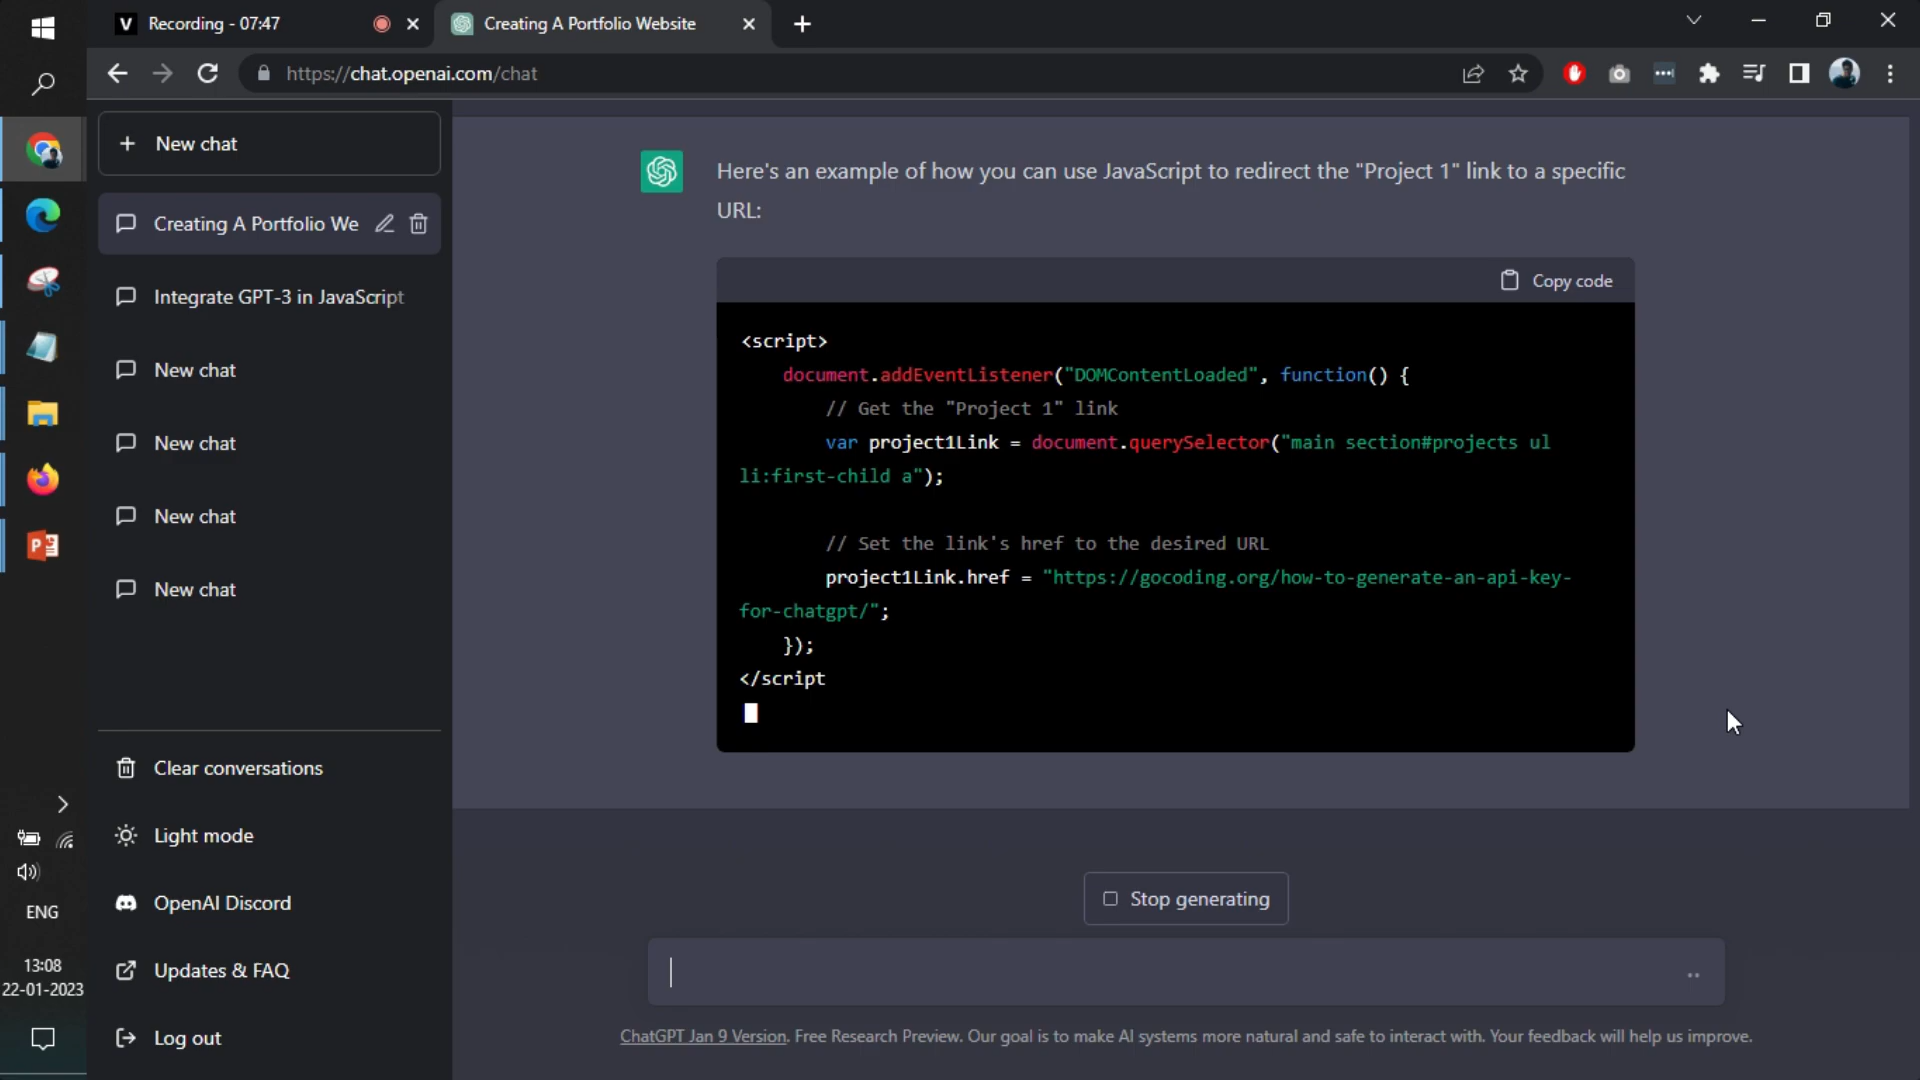 Recording - 07:47
Creating A Portfolio Website
https://chat.openai.com/chat
New chat
Creating A Portfolio We
Integrate GPT-3 in JavaScript
New chat
New chat
New chat
New chat
Clear conversations
Light mode
OpenAI Discord
Updates & FAQ
Log out
ENG
13:08
22-01-2023
Here's an example of how you can use JavaScript to redirect the "Project 1" link to a specific
URL:
Copy code
<script>
document.addEventListener("DOMContentLoaded", function() {
// Get the "Project 1" link
var project1Link = document.querySelector("main section#projects ul
li:first-child a");
// Set the link's href to the desired URL
project1Link.href = "https://gocoding.org/how-to-generate-an-api-key-
for-chatgpt/";
});
</script
Stop generating
ChatGPT Jan 9 Version. Free Research Preview. Our goal is to make AI systems more natural and safe to interact with. Your feedback will help us improve.